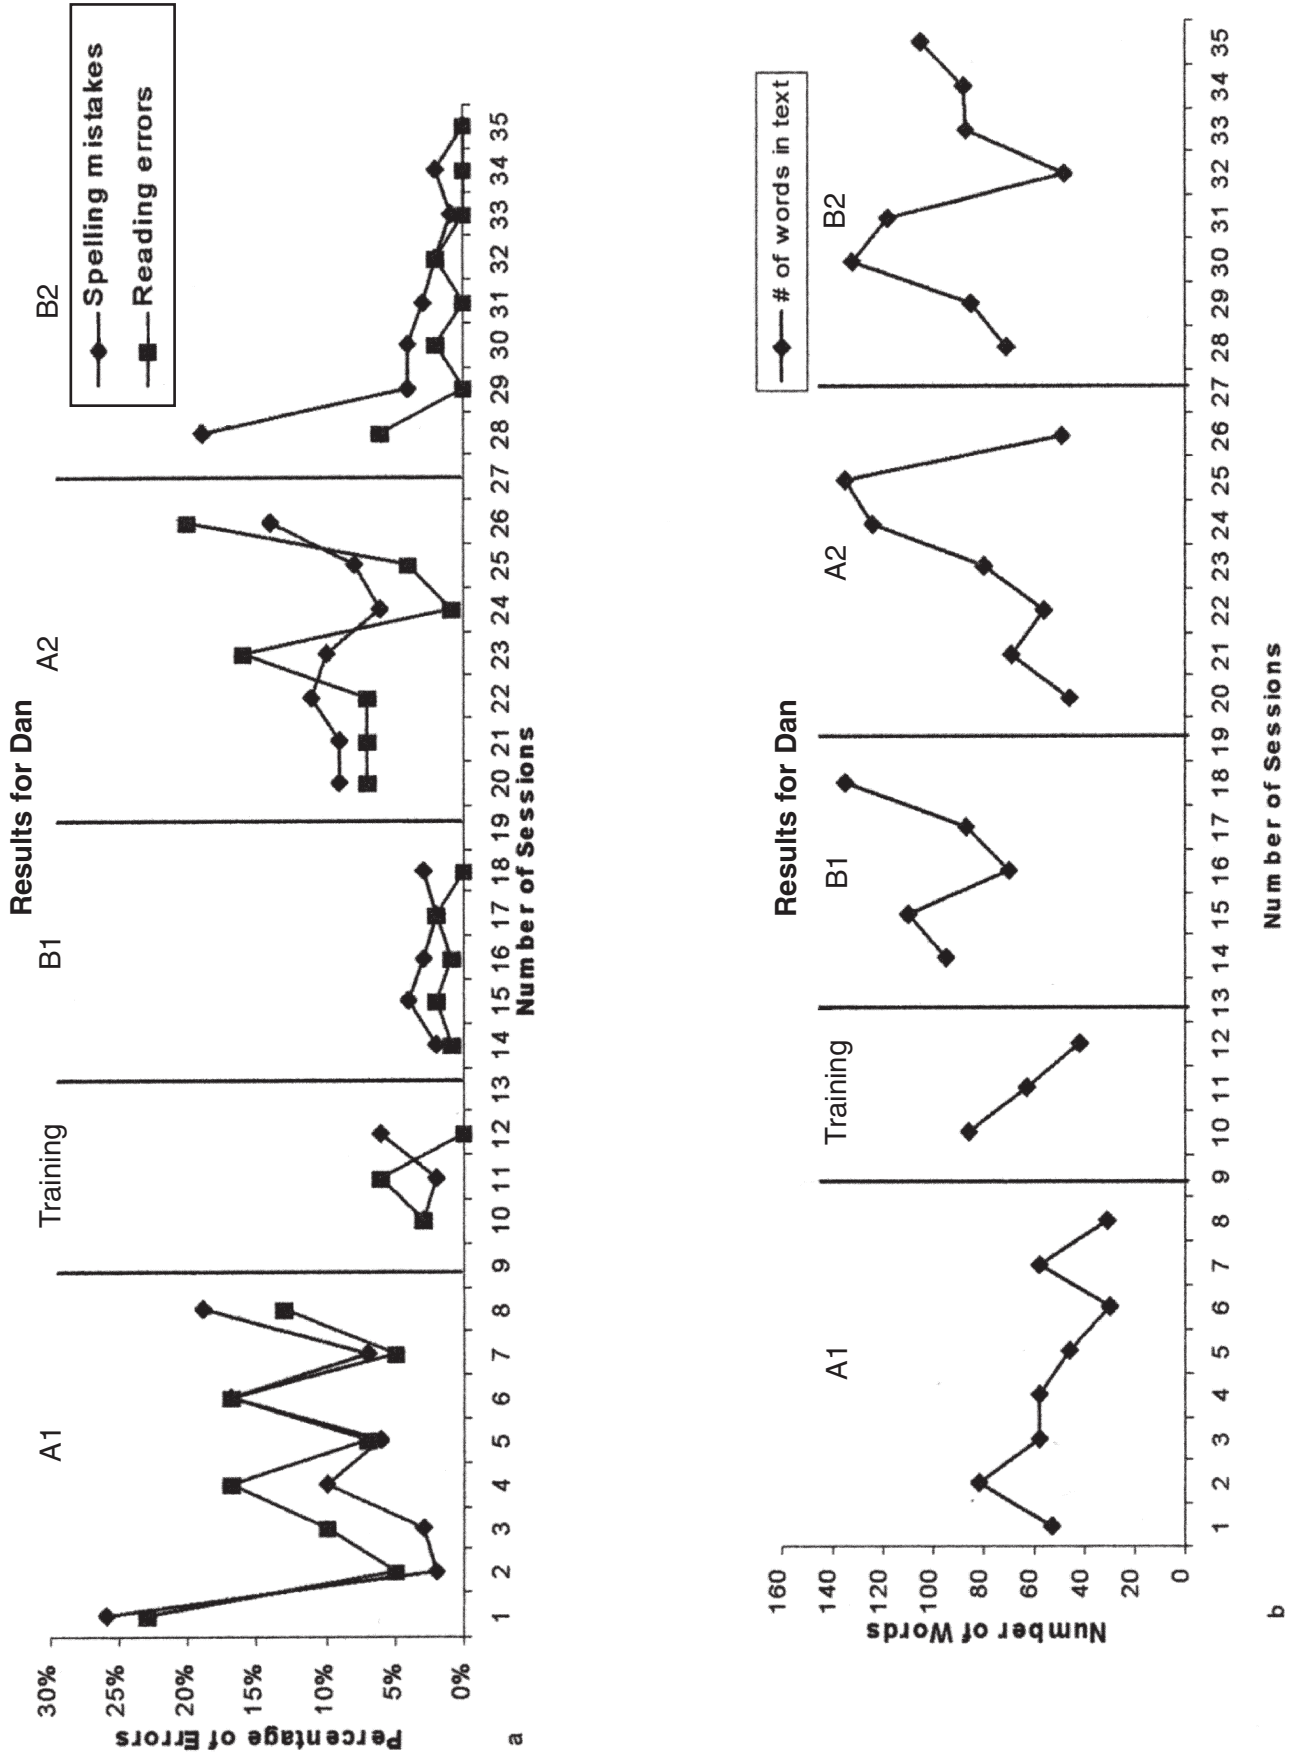 Results for Dan
A1
Training
B1
A2
B2
Spelling mistakes
Reading errors
30%
25%
20%
15%
10%
5%
0%
Percentage of Errors
1 2 3 4 5 6 7 8 9 10 11 12 13 14 15 16 17 18 19 20 21 22 23 24 25 26 27 28 29 30 31 32 33 34 35
Number of Sessions
a
Results for Dan
# of words in text
A1
Training
B1
A2
B2
160
140
120
100
80
60
40
20
0
Number of Words
1 2 3 4 5 6 7 8 9 10 11 12 13 14 15 16 17 18 19 20 21 22 23 24 25 26 27 28 29 30 31 32 33 34 35
Number of Sessions
b